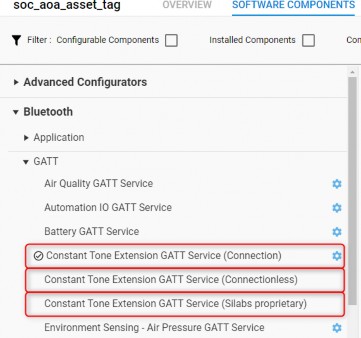 soc_aoa_asset_tag OVERVIEW SOFTWARE COMPONENTS
Filter : Configurable Components Installed Components Con
Advanced Configurators
Bluetooth
Application
GATT
Air Quality GATT Service
Automation IO GATT Service
Battery GATT Service
Constant Tone Extension GATT Service (Connection)
Constant Tone Extension GATT Service (Connectionless)
Constant Tone Extension GATT Service (Silabs proprietary)
Environment Sensing - Air Pressure GATT Service